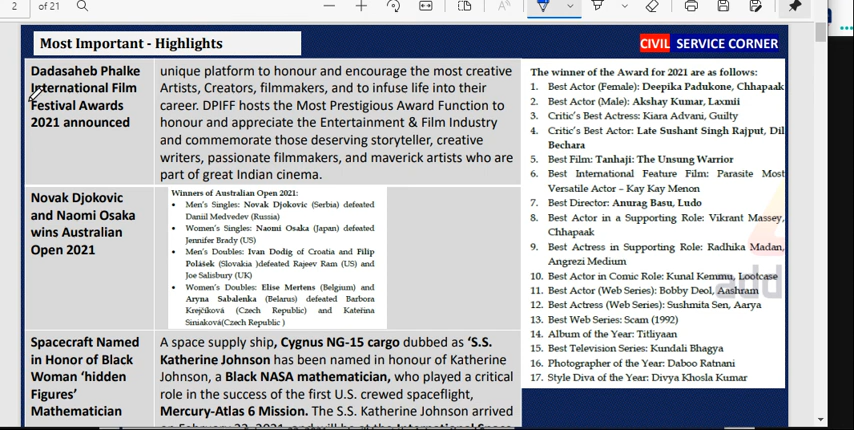 2 of 21
Most Important - Highlights
CIVIL SERVICE CORNER
Dadasaheb Phalke
International Film
Festival Awards
2021 announced
unique platform to honour and encourage the most creative
Artists, Creators, filmmakers, and to infuse life into their
career. DPIFF hosts the Most Prestigious Award Function to
honour and appreciate the Entertainment & Film Industry
and commemorate those deserving storyteller, creative
writers, passionate filmmakers, and maverick artists who are
part of great Indian cinema.
Novak Djokovic
and Naomi Osaka
wins Australian
Open 2021
Winners of Australian Open 2021:
• Men's Singles: Novak Djokovic (Serbia) defeated
Daniil Medvedev (Russia)
• Women's Singles: Naomi Osaka (Japan) defeated
Jennifer Brady (US)
• Men's Doubles: Ivan Dodig of Croatia and Filip
Polášek (Slovakia )defeated Rajeev Ram (US) and
Joe Salisbury (UK)
• Women's Doubles: Elise Mertens (Belgium) and
Aryna Sabalenka (Belarus) defeated Barbora
Krejčíková (Czech Republic) and Kateřina
Siniaková(Czech Republic )
Spacecraft Named
in Honor of Black
Woman 'hidden
Figures'
Mathematician
A space supply ship, Cygnus NG-15 cargo dubbed as 'S.S.
Katherine Johnson has been named in honour of Katherine
Johnson, a Black NASA mathematician, who played a critical
role in the success of the first U.S. crewed spaceflight,
Mercury-Atlas 6 Mission. The S.S. Katherine Johnson arrived
The winner of the Award for 2021 are as follows:
1. Best Actor (Female): Deepika Padukone, Chhapaak
2. Best Actor (Male): Akshay Kumar, Laxmii
3. Critic's Best Actress: Kiara Advani, Guilty
4. Critic's Best Actor: Late Sushant Singh Rajput, Dil
Bechara
5. Best Film: Tanhaji: The Unsung Warrior
6. Best International Feature Film: Parasite Most
Versatile Actor – Kay Kay Menon
7. Best Director: Anurag Basu, Ludo
8. Best Actor in a Supporting Role: Vikrant Massey,
Chhapaak
9. Best Actress in Supporting Role: Radhika Madan,
Angrezi Medium
10. Best Actor in Comic Role: Kunal Kemmu, Lootcase
11. Best Actor (Web Series): Bobby Deol, Aashram
12. Best Actress (Web Series): Sushmita Sen, Aarya
13. Best Web Series: Scam (1992)
14. Album of the Year: Titliyaan
15. Best Television Series: Kundali Bhagya
16. Photographer of the Year: Daboo Ratnani
17. Style Diva of the Year: Divya Khosla Kumar